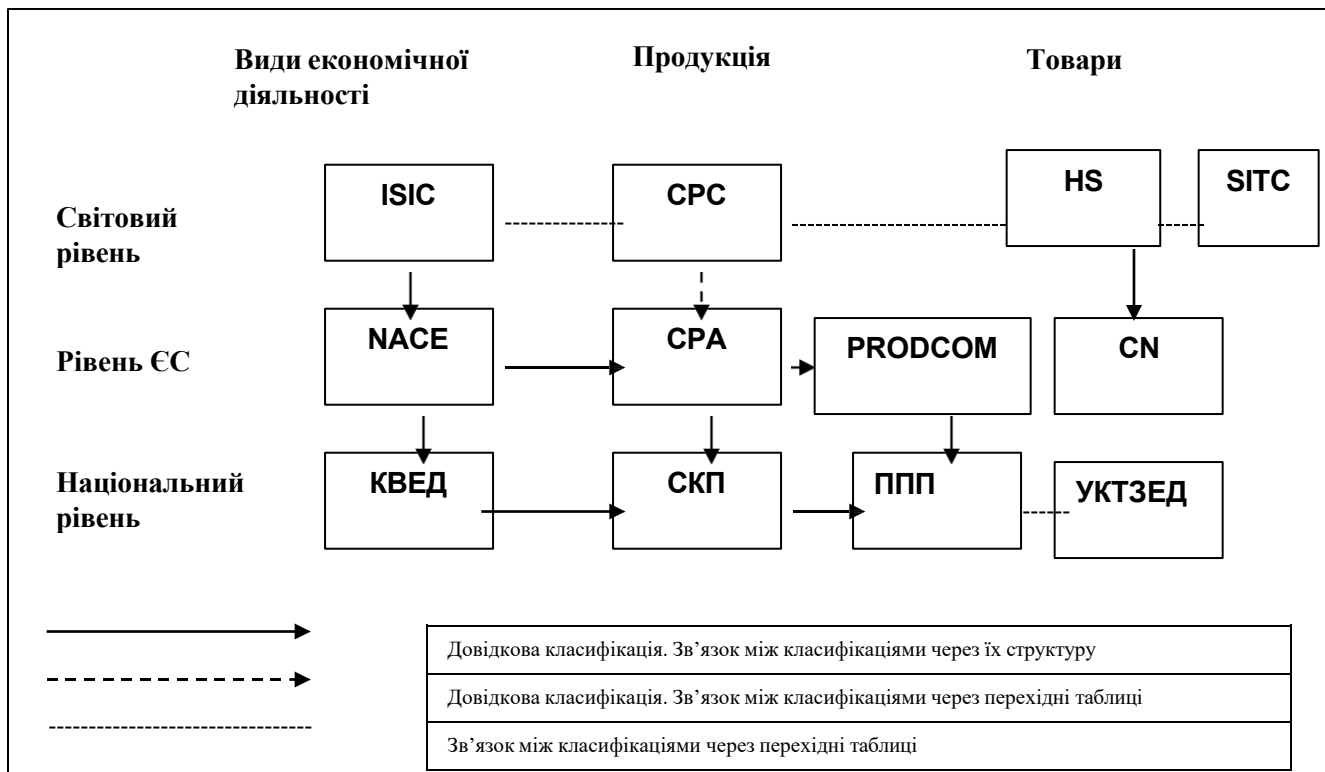 Види економічної
діяльності
Продукція
Товари
Світовий
рівень
ISIC
CPC
HS
SITC
Рівень ЄС
NACE
CPA
PRODCOM
CN
Національний
рівень
КВЕД
СКП
ППП
УКТЗЕД
Довідкова класифікація. Зв’язок між класифікаціями через їх структуру
Довідкова класифікація. Зв’язок між класифікаціями через перехідні таблиці
Зв’язок між класифікаціями через перехідні таблиці